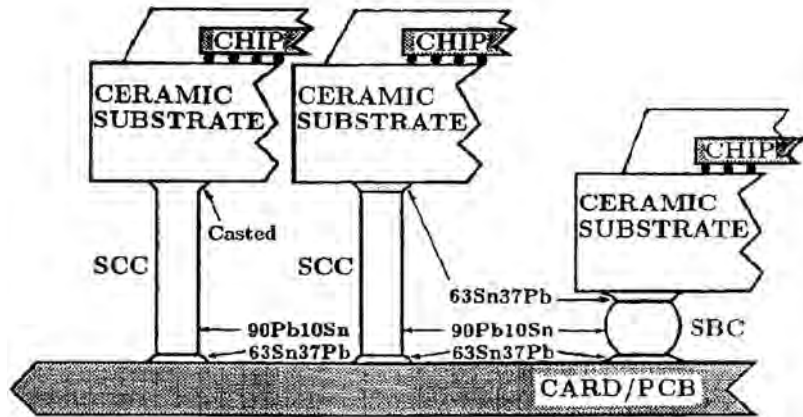 CHIP
CHIP
CERAMIC
SUBSTRATE
CERAMIC
SUBSTRATE
CHIP
CERAMIC
SUBSTRATE
Casted
SCC
SCC
63Sn37Pb
90Pb10Sn
90Pb10Sn
SBC
63Sn37Pb
63Sn37Pb
CARD/PCB